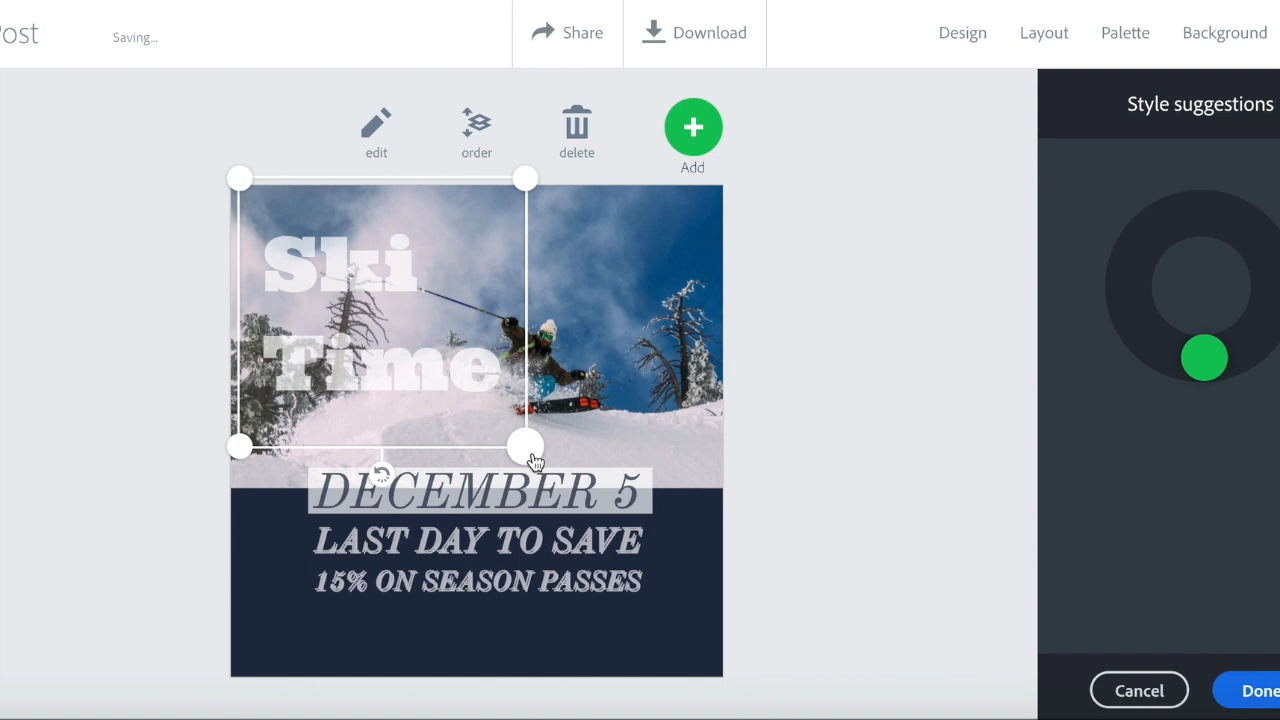 Post
Saving...
Share
Download
Design
Layout
Palette
Background
edit
order
delete
Add
Style suggestions
Ski
Time
DECEMBER 5
LAST DAY TO SAVE
15% ON SEASON PASSES
Cancel
Done